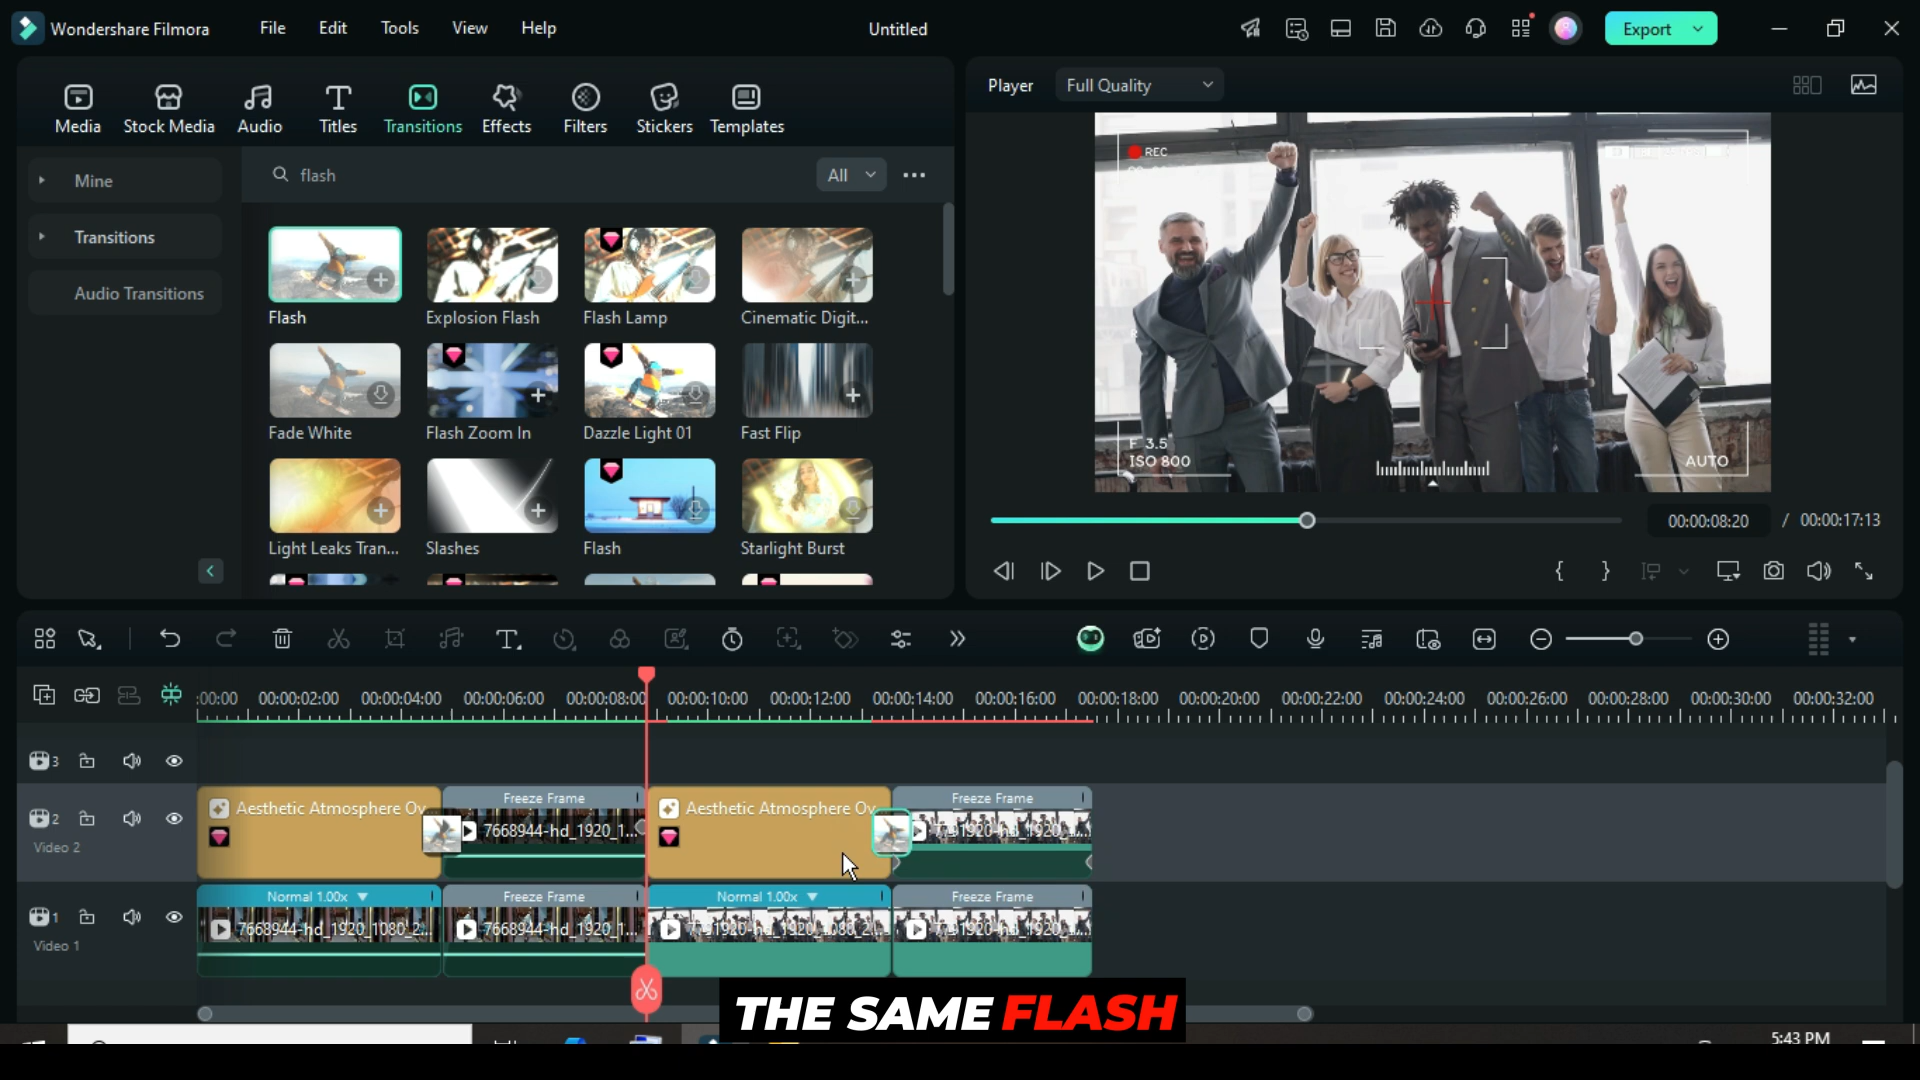 Wondershare Filmora
File
Edit
Tools
View
Help
Untitled
Export
Media
Stock Media
Audio
Titles
Transitions
Effects
Filters
Stickers
Templates
Player
Full Quality
Mine
Transitions
Audio Transitions
flash
All
Flash
Explosion Flash
Flash Lamp
Cinematic Digit...
Fade White
Flash Zoom In
Dazzle Light 01
Fast Flip
Light Leaks Tran...
Slashes
Flash
Starlight Burst
REC
F 3.5
ISO 800
AUTO
00:00:08:20 / 00:00:17:13
:00:00 00:00:02:00 00:00:04:00 00:00:06:00 00:00:08:00 00:00:10:00 00:00:12:00 00:00:14:00 00:00:16:00 00:00:18:00 00:00:20:00 00:00:22:00 00:00:24:00 00:00:26:00 00:00:28:00 00:00:30:00 00:00:32:00
3
2
Video 2
Aesthetic Atmosphere Ov
Freeze Frame
7668944-hd_1920_1...
Aesthetic Atmosphere Ov
Freeze Frame
1
Video 1
Normal 1.00x
7668944-hd_1920_1080_2...
Freeze Frame
7668944-hd_1920_1...
Normal 1.00x
7791920-hd_1920_1080_2...
Freeze Frame
7791920-hd_1920_1...
THE SAME FLASH
5:43 PM